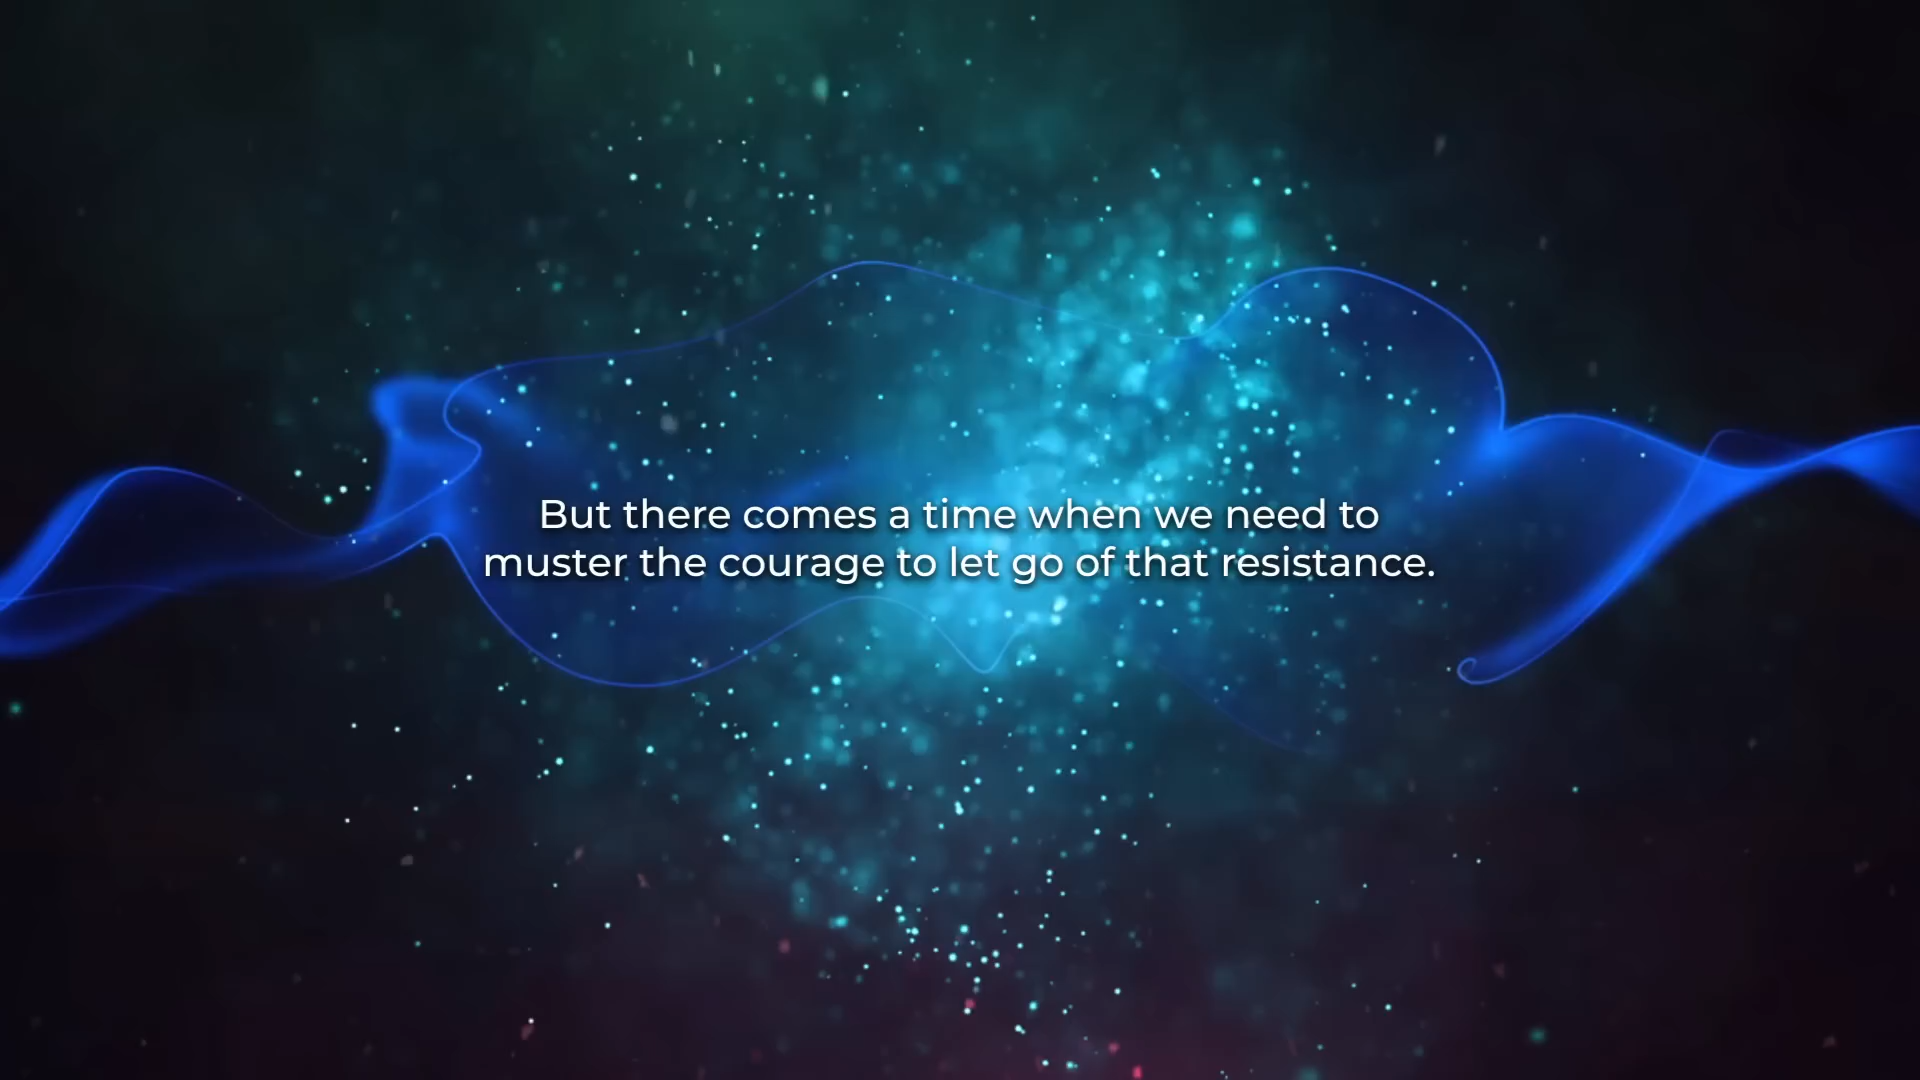 But there comes a time when we need to
muster the courage to let go of that resistance.